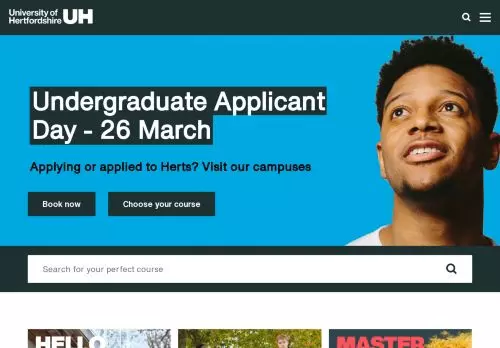 University of
Hertfordshire UH
Undergraduate Applicant
Day - 26 March
Applying or applied to Herts? Visit our campuses
Book now
Choose your course
Search for your perfect course
HELLO
MASTER